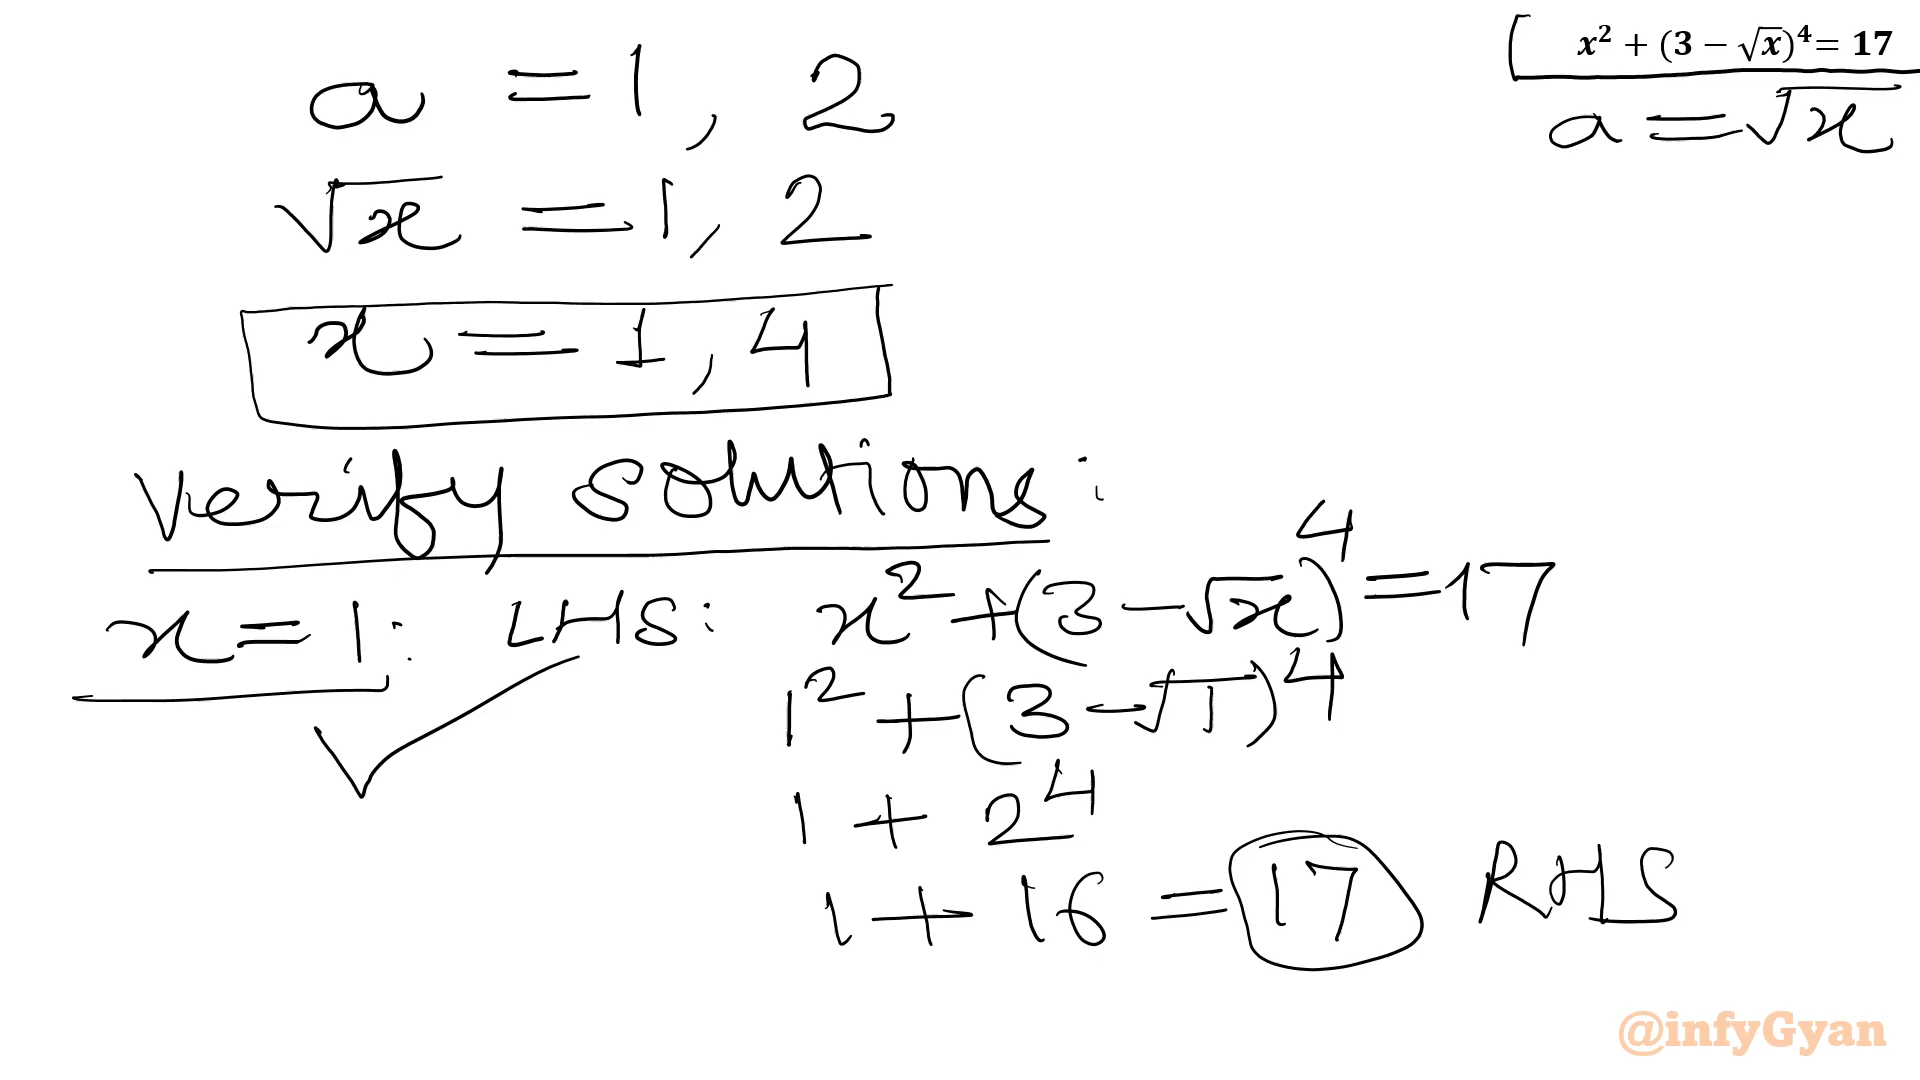 x² + (3 − √x)⁴= 17
a = √x
a = 1, 2
√x = 1, 2
x = 1, 4
Verify solutions:
x = 1: LHS: x² + (3 − √x)⁴ = 17
1² + (3 − √1)⁴
1 + 2⁴
1 + 16 = 17 RHS
@infyGyan